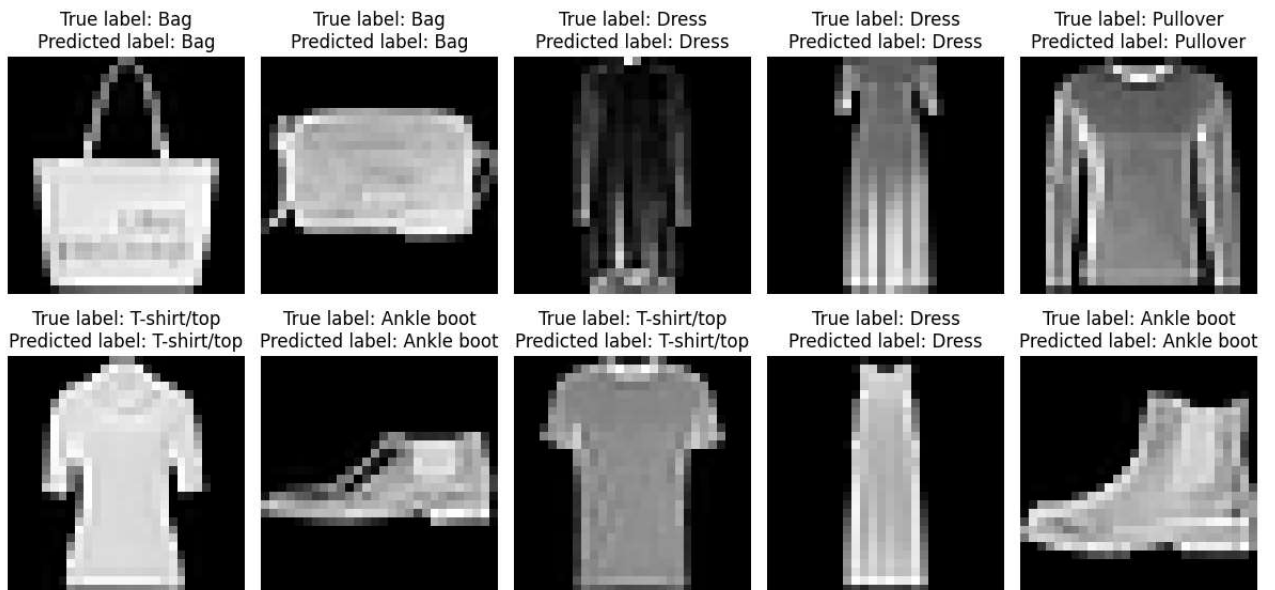 True label: Bag
Predicted label: Bag
True label: Bag
Predicted label: Bag
True label: Dress
Predicted label: Dress
True label: Dress
Predicted label: Dress
True label: Pullover
Predicted label: Pullover
True label: T-shirt/top
Predicted label: T-shirt/top
True label: Ankle boot
Predicted label: Ankle boot
True label: T-shirt/top
Predicted label: T-shirt/top
True label: Dress
Predicted label: Dress
True label: Ankle boot
Predicted label: Ankle boot